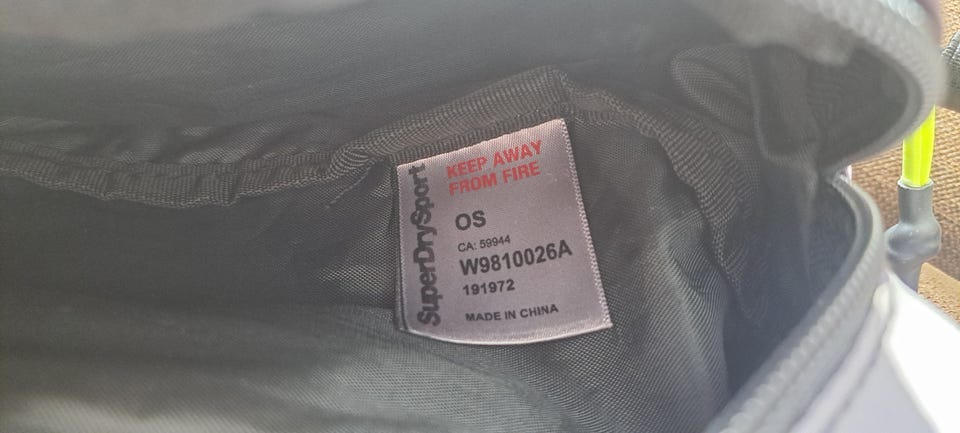 SuperDrySport
KEEP AWAY
FROM FIRE
OS
CA: 59944
W9810026A
191972
MADE IN CHINA